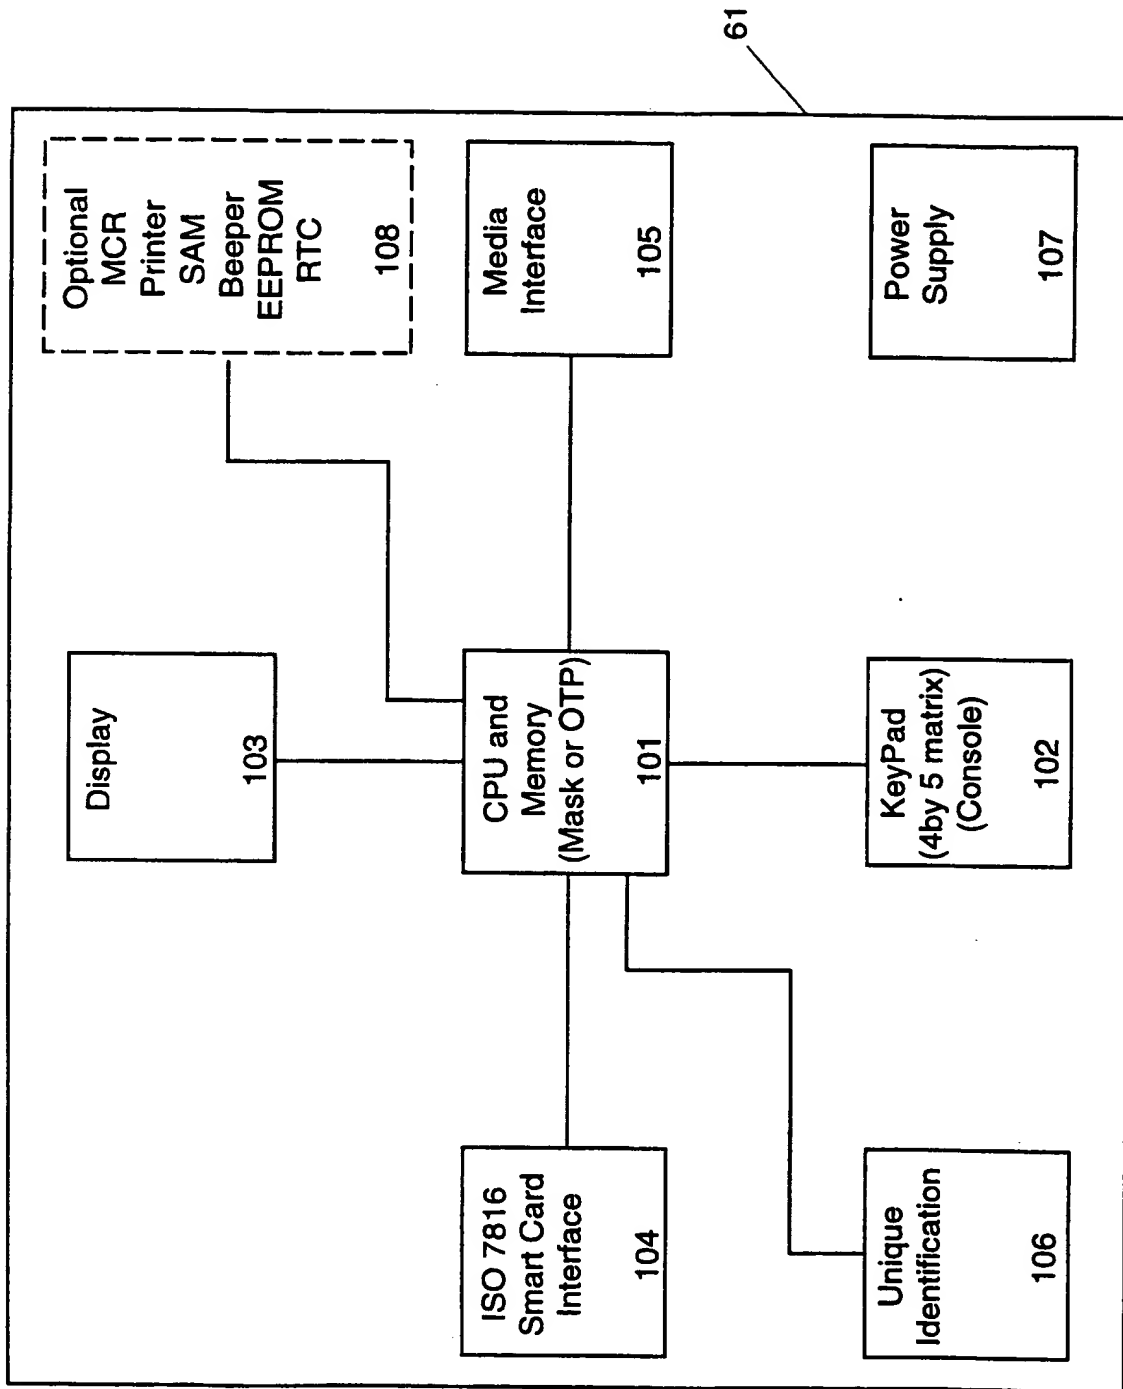 61
Optional
MCR
Printer
SAM
Beeper
EEPROM
RTC
108
Display
103
ISO 7816
Smart Card
Interface
104
CPU and
Memory
(Mask or OTP)
101
Media
Interface
105
Unique
Identification
106
KeyPad
(4by 5 matrix)
(Console)
102
Power
Supply
107